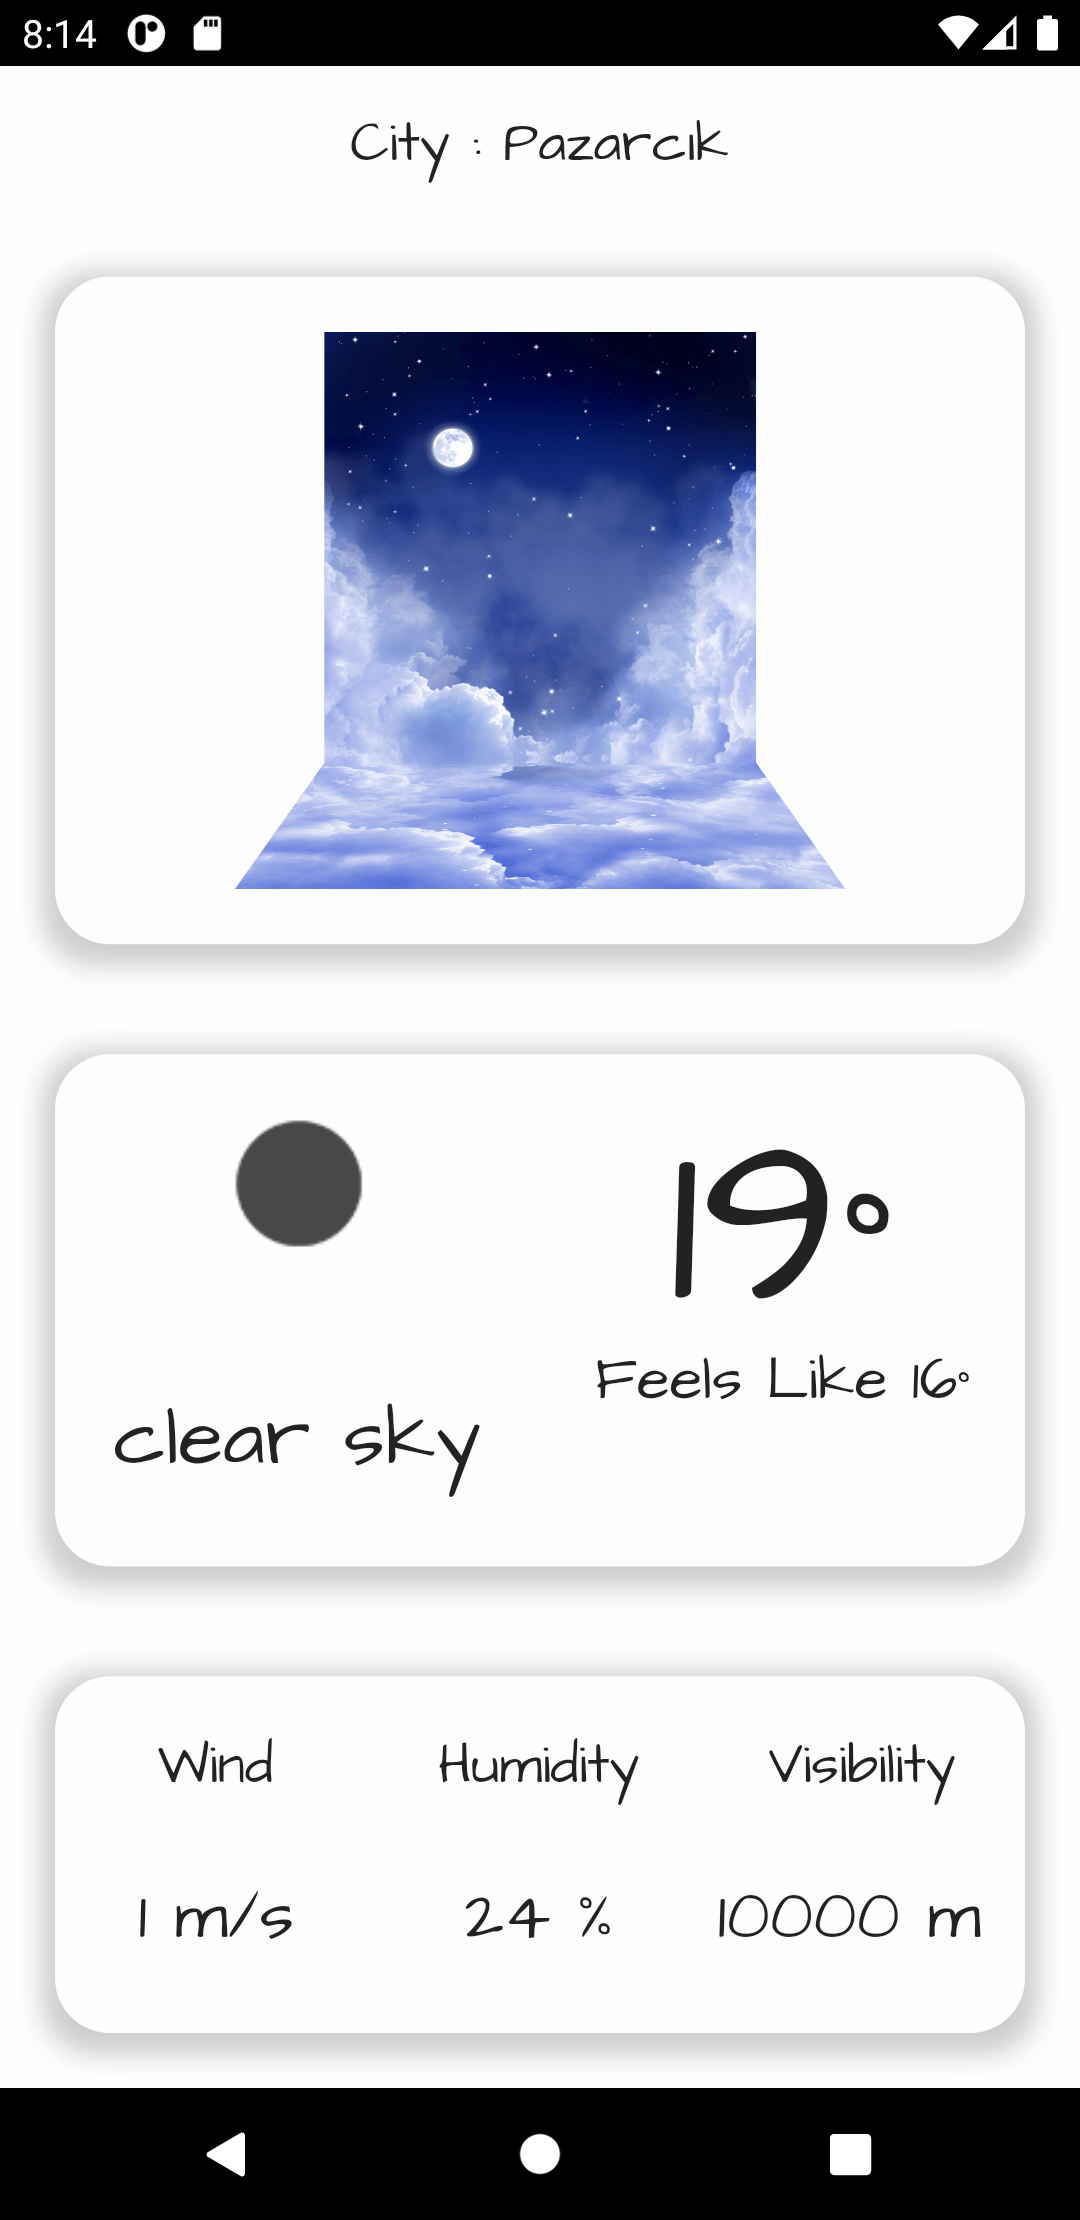 8:14
City : Pazarcık
19°
Feels Like 16°
clear sky
Wind Humidity Visibility
1 m/s 24 % 10000 m